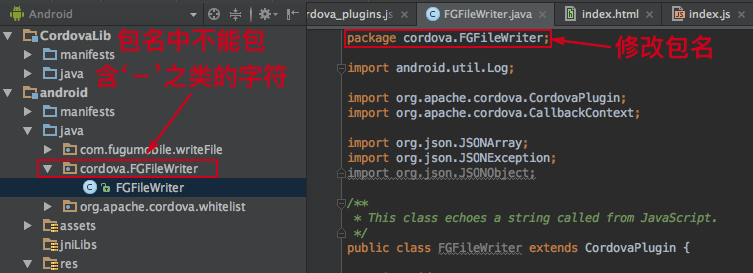 Android
CordovaLib
manifests
java
android
manifests
java
com.fugumobile.writeFile
cordova.FGFileWriter
FGFileWriter
org.apache.cordova.whitelist
assets
jniLibs
res
包名中不能包
含‘－’之类的字符
ordova_plugins.js
FGFileWriter.java
index.html
index.js
package cordova.FGFileWriter;
修改包名
import android.util.Log;
import org.apache.cordova.CordovaPlugin;
import org.apache.cordova.CallbackContext;
import org.json.JSONArray;
import org.json.JSONException;
import org.json.JSONObject;
/**
* This class echoes a string called from JavaScript.
*/
public class FGFileWriter extends CordovaPlugin {